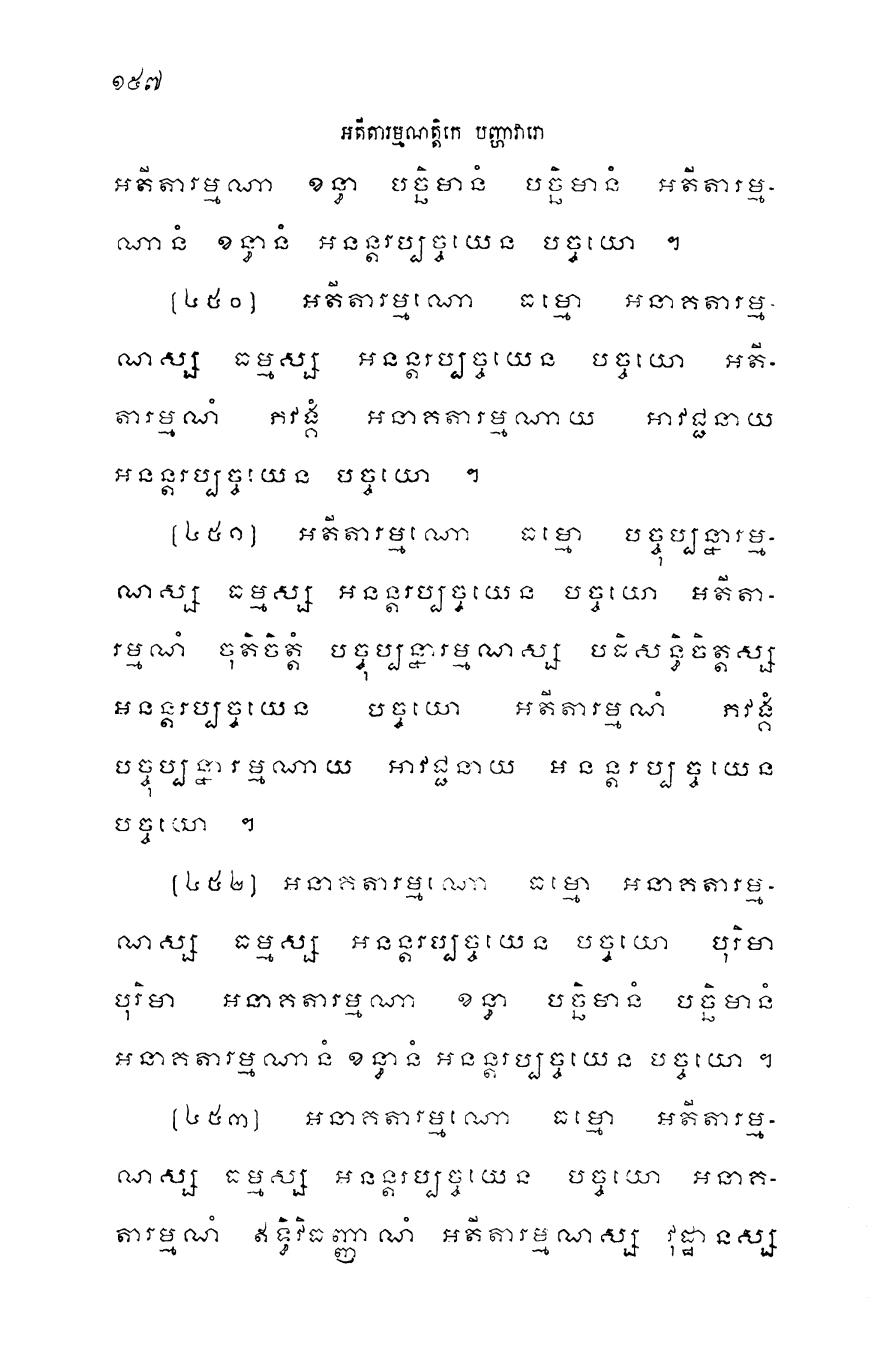 ១៥៧
អតីតារម្មណត្តិកេ បញ្ហាវារោ
អតីតារម្មណា ខន្ធា បច្ឆិមានំ បច្ឆិមានំ អតីតារម្ម-
ណានំ ខន្ធានំ អនន្តរប្បច្ចយេន បច្ចយោ ។
[៤៥០] អតីតារម្មណោ ធម្មោ អនាគតារម្ម-
ណស្ស ធម្មស្ស អនន្តរប្បច្ចយេន បច្ចយោ អតី-
តារម្មណំ ភវង្គំ អនាគតារម្មណាយ អាវជ្ជនាយ
អនន្តរប្បច្ចយេន បច្ចយោ ។
[៤៥១] អតីតារម្មណោ ធម្មោ បច្ចុប្បន្នារម្ម-
ណស្ស ធម្មស្ស អនន្តរប្បច្ចយេន បច្ចយោ អតីតា-
រម្មណំ ចុតិចិត្តំ បច្ចុប្បន្នារម្មណស្ស បដិសន្ធិចិត្តស្ស
អនន្តរប្បច្ចយេន បច្ចយោ អតីតារម្មណំ ភវង្គំ
បច្ចុប្បន្នារម្មណាយ អាវជ្ជនាយ អនន្តរប្បច្ចយេន
បច្ចយោ ។
[៤៥២] អនាគតារម្មណោ ធម្មោ អនាគតារម្ម-
ណស្ស ធម្មស្ស អនន្តរប្បច្ចយេន បច្ចយោ បុរិមា
បុរិមា អនាគតារម្មណា ខន្ធា បច្ឆិមានំ បច្ឆិមានំ
អនាគតារម្មណានំ ខន្ធានំ អនន្តរប្បច្ចយេន បច្ចយោ ។
[៤៥៣] អនាគតារម្មណោ ធម្មោ អតីតារម្ម-
ណស្ស ធម្មស្ស អនន្តរប្បច្ចយេន បច្ចយោ អនាគ-
តារម្មណំ ឥទ្ធិវិធញ្ញាណំ អតីតារម្មណស្ស វុដ្ឋានស្ស